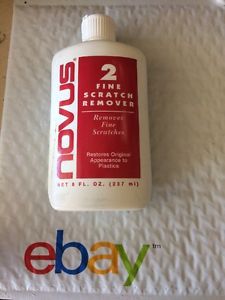 NOVUS®
2
FINE
SCRATCH
REMOVER
Removes
Fine
Scratches
Restores Original
Appearance to
Plastics
NET 8 FL. OZ. (237 ml)
ebay™